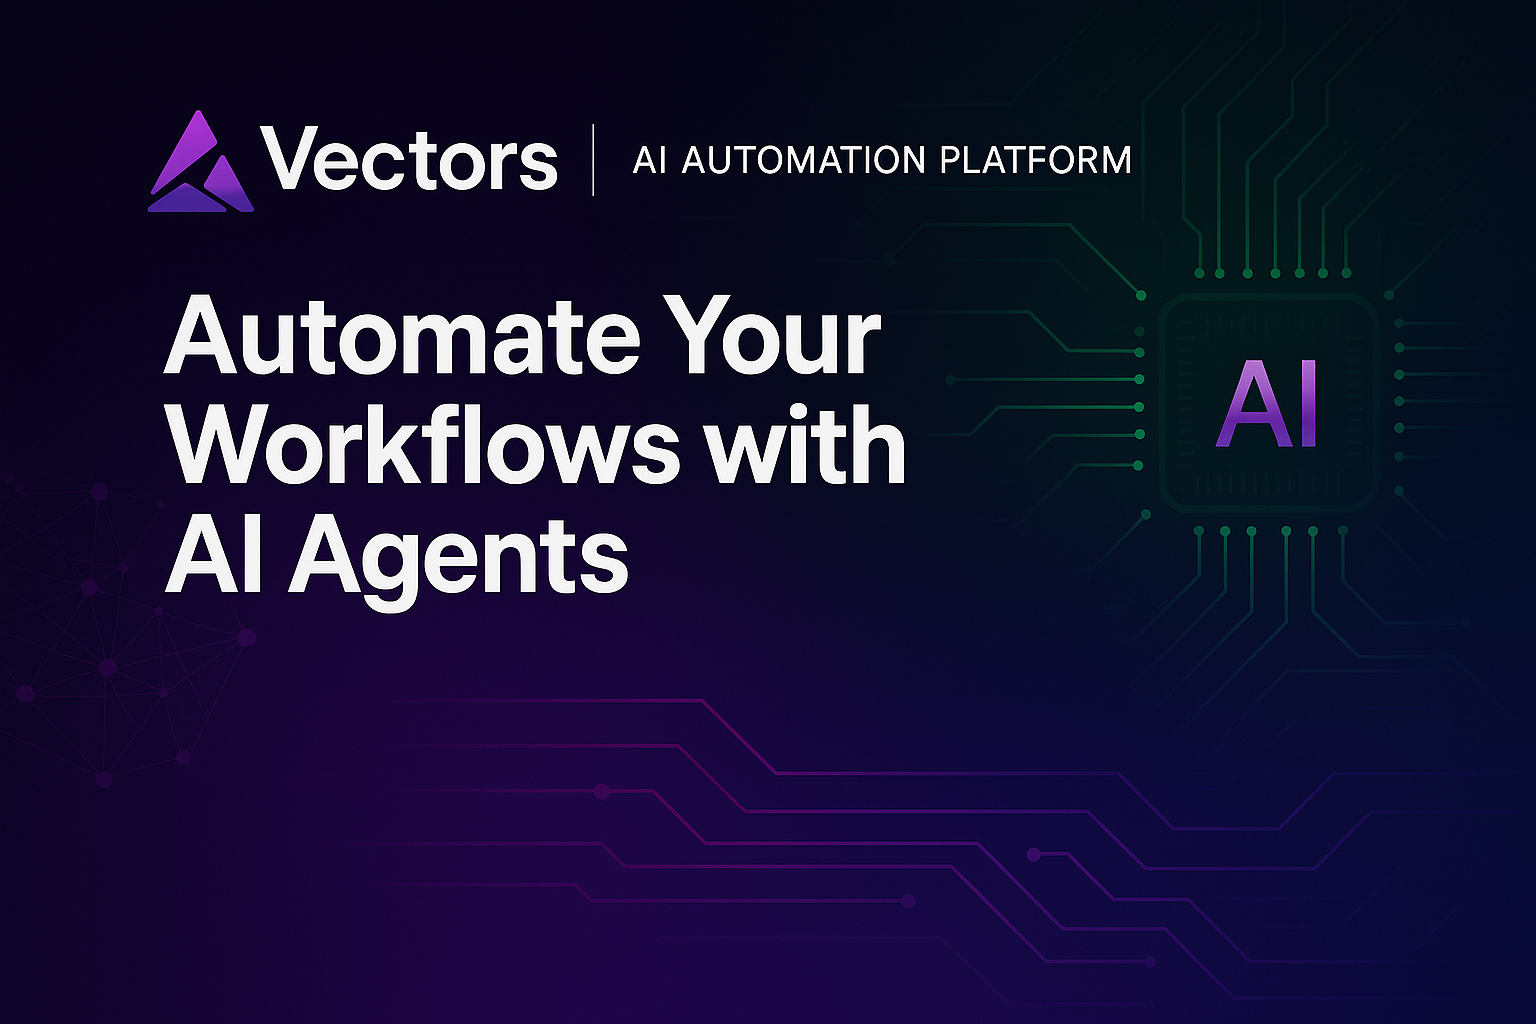 Vectors
AI AUTOMATION PLATFORM
Automate Your
Workflows with
AI Agents
AI